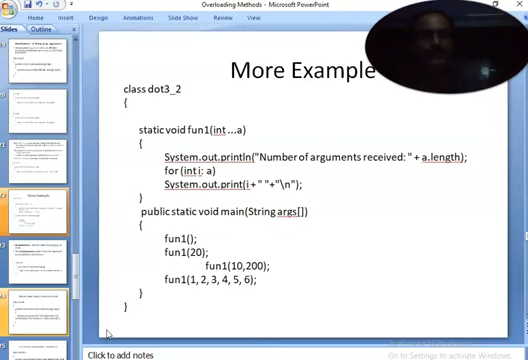 Overloading Methods - Microsoft PowerPoint
Home
Insert
Design
Animations
Slide Show
Review
View
Slides
Outline
More Example
class dot3_2
{
static void fun1(int ...a)
{
System.out.println("Number of arguments received: " + a.length);
for (int i: a)
System.out.print(i + " "+"\n");
}
public static void main(String args[])
{
fun1();
fun1(20);
fun1(10,200);
fun1(1, 2, 3, 4, 5, 6);
}
}
Click to add notes
Go to Settings to activate Windows